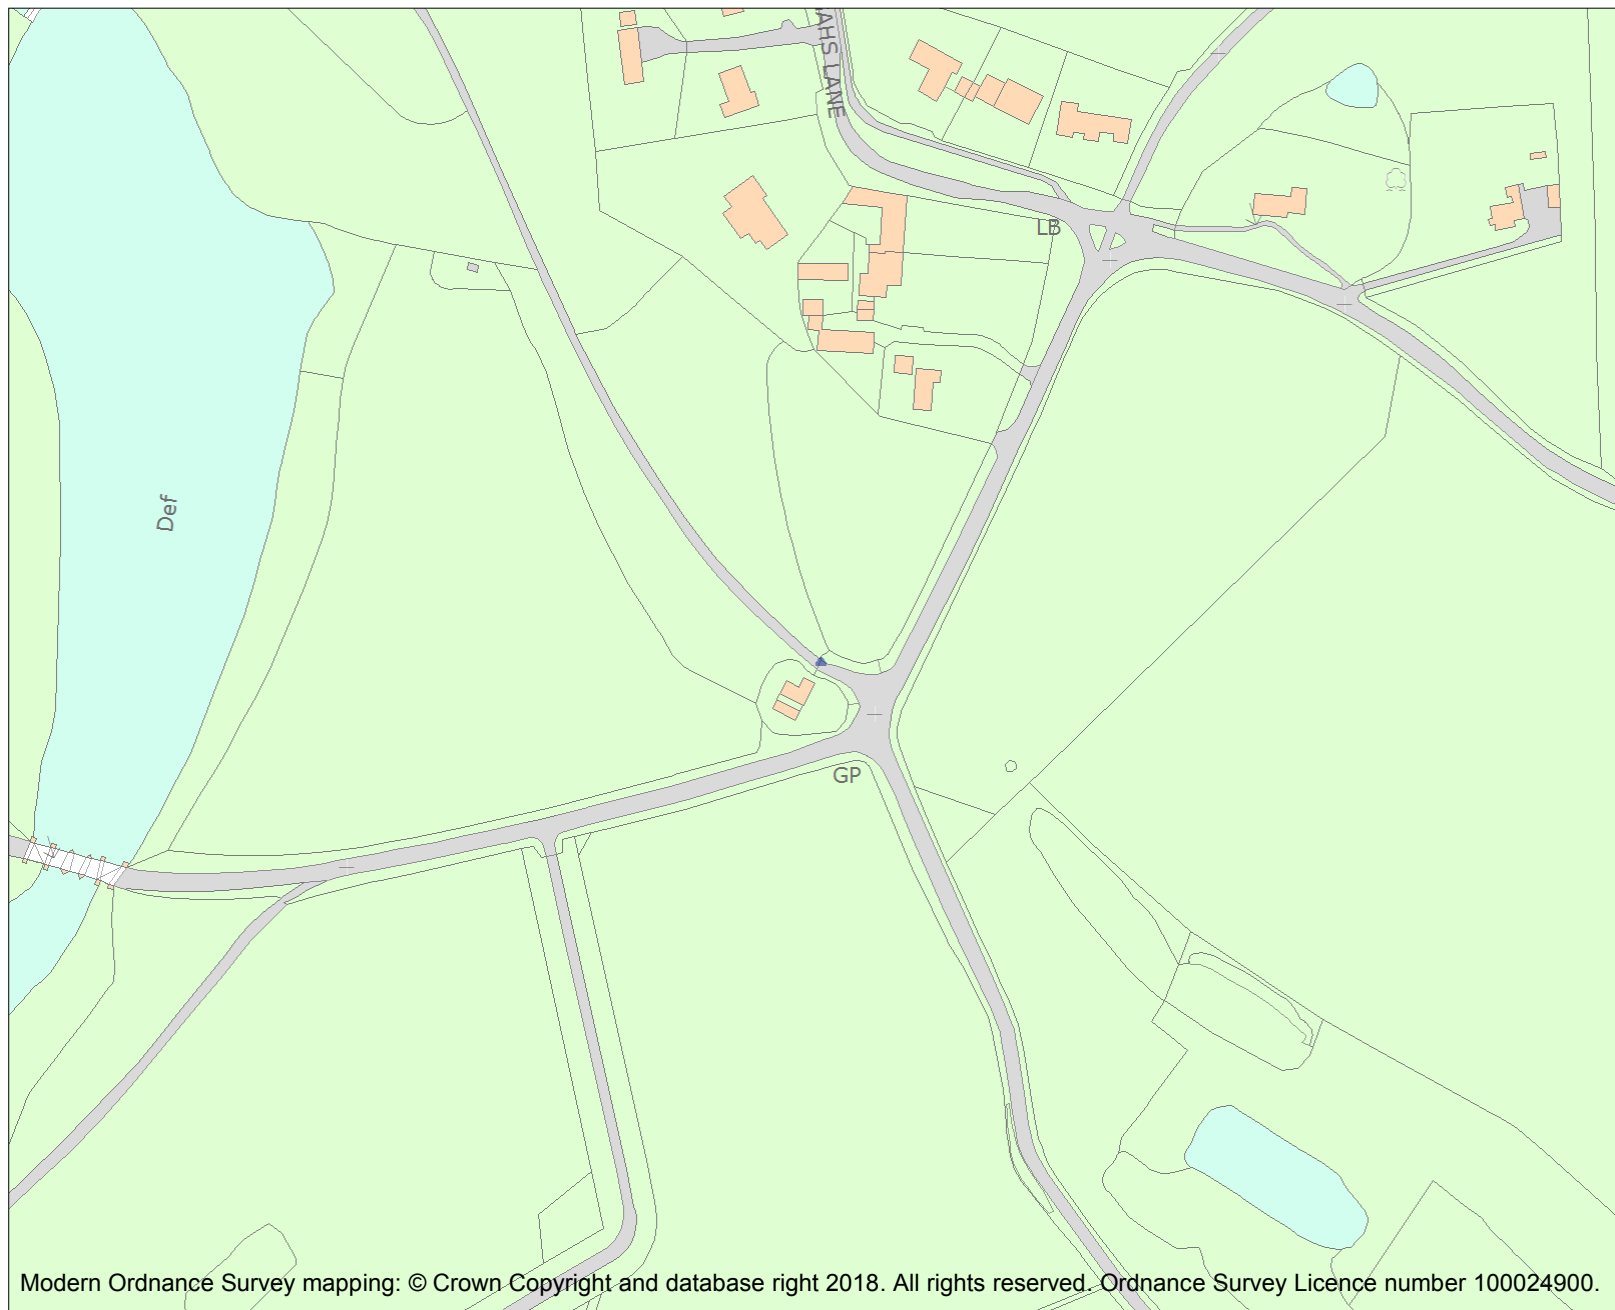 AHS LANE
LB
Def
GP
Modern Ordnance Survey mapping: © Crown Copyright and database right 2018. All rights reserved. Ordnance Survey Licence number 100024900.